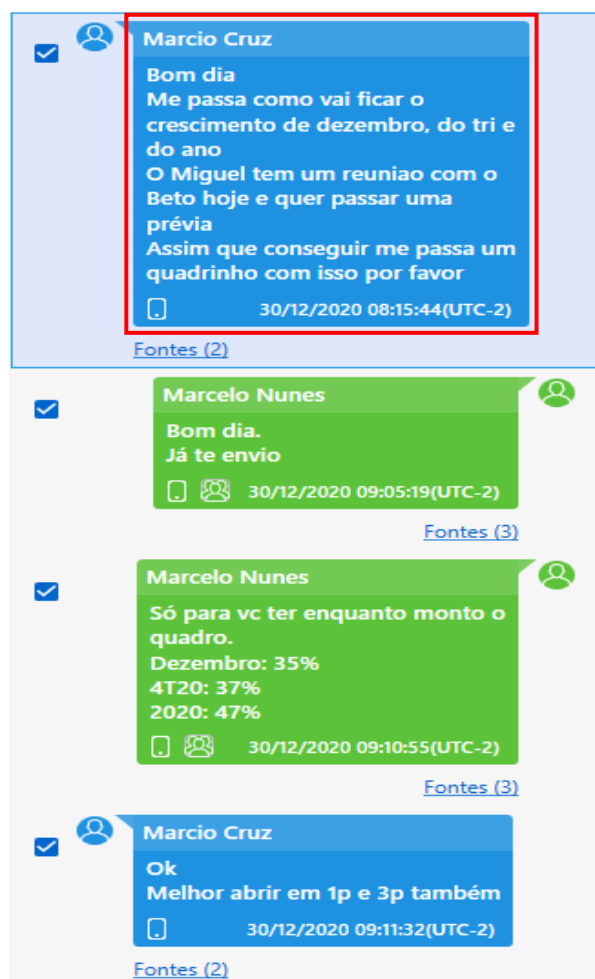 Marcio Cruz
Bom dia
Me passa como vai ficar o
crescimento de dezembro, do tri e
do ano
O Miguel tem um reuniao com o
Beto hoje e quer passar uma
prévia
Assim que conseguir me passa um
quadrinho com isso por favor
30/12/2020 08:15:44(UTC-2)
Fontes (2)
Marcelo Nunes
Bom dia.
Já te envio
30/12/2020 09:05:19(UTC-2)
Fontes (3)
Marcelo Nunes
Só para vc ter enquanto monto o
quadro.
Dezembro: 35%
4T20: 37%
2020: 47%
30/12/2020 09:10:55(UTC-2)
Fontes (3)
Marcio Cruz
Ok
Melhor abrir em 1p e 3p também
30/12/2020 09:11:32(UTC-2)
Fontes (2)